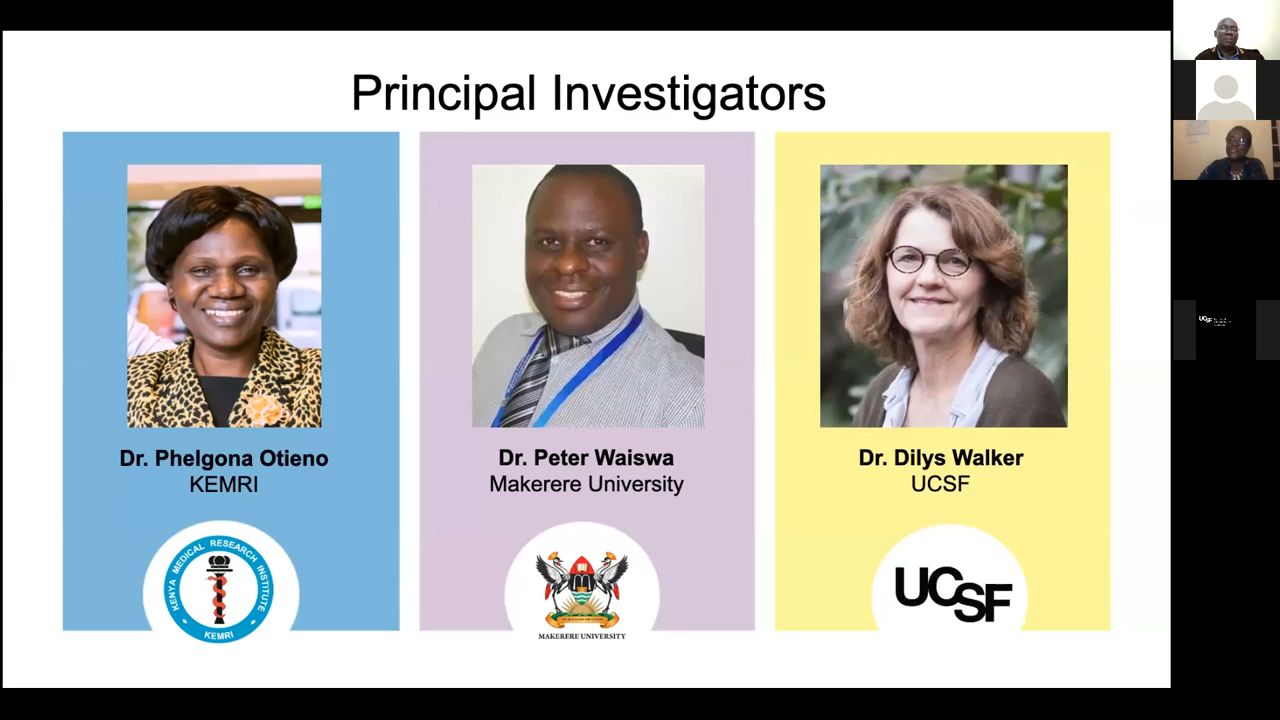 Principal Investigators
Dr. Phelgona Otieno
KEMRI
Dr. Peter Waiswa
Makerere University
Dr. Dilys Walker
UCSF
KENYA MEDICAL RESEARCH INSTITUTE
KEMRI
MAKERERE UNIVERSITY
UCSF
UCSF